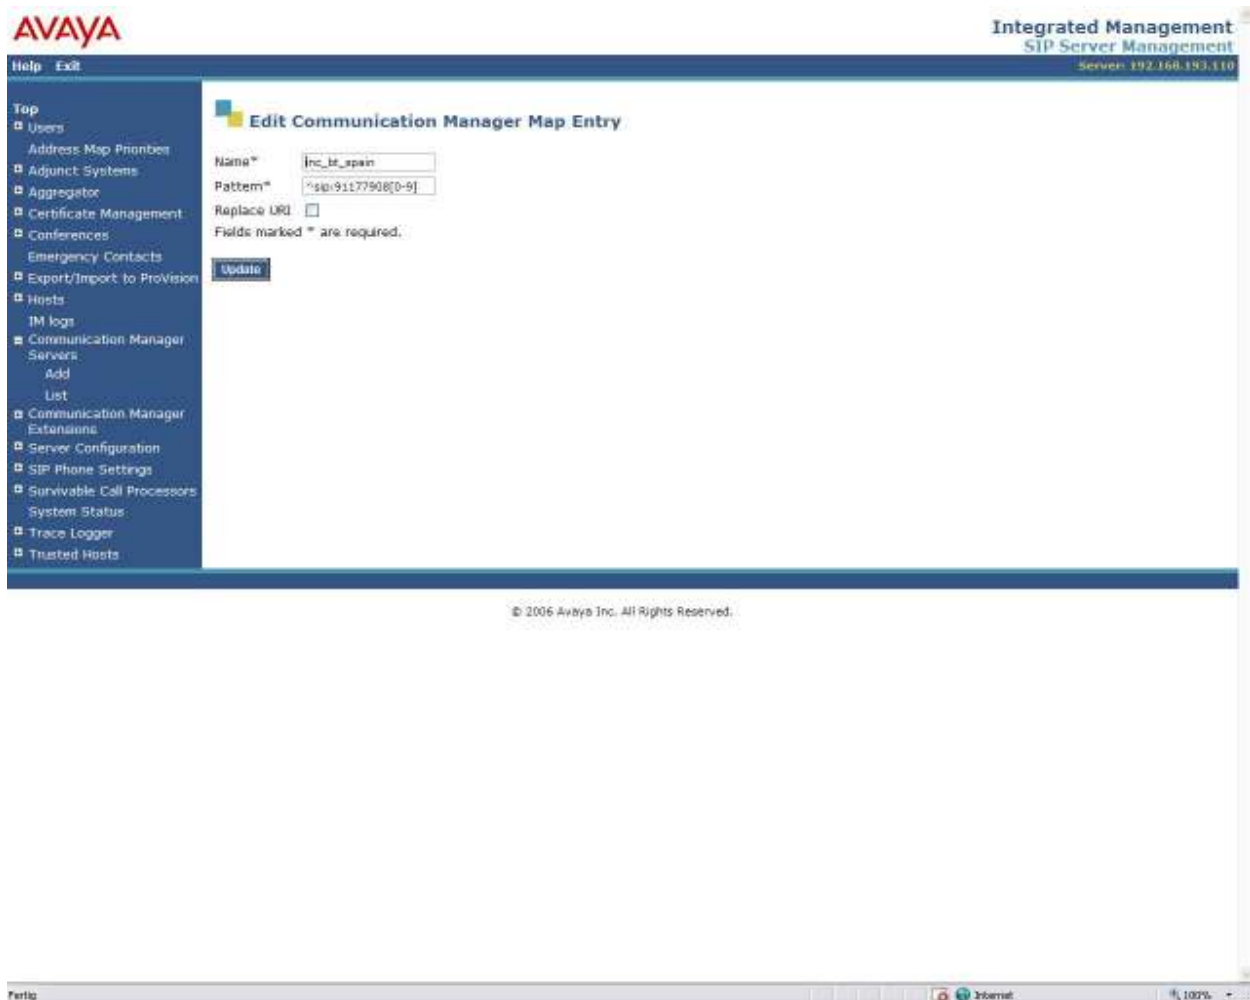 AVAYA
Integrated Management
SIP Server Management
Help Exit
Server: 192.168.193.110
Top
Users
Address Map Priorities
Adjunct Systems
Aggregator
Certificate Management
Conferences
Emergency Contacts
Export/Import to ProVision
Hosts
IM logs
Communication Manager
Servers
Add
List
Communication Manager
Extensions
Server Configuration
SIP Phone Settings
Survivable Call Processors
System Status
Trace Logger
Trusted Hosts
Edit Communication Manager Map Entry
Name* inc_bt_spain
Pattern* ^sip:91177908[0-9]
Replace URI
Fields marked * are required.
Update
© 2006 Avaya Inc. All Rights Reserved.
Fertig
Internet
100%